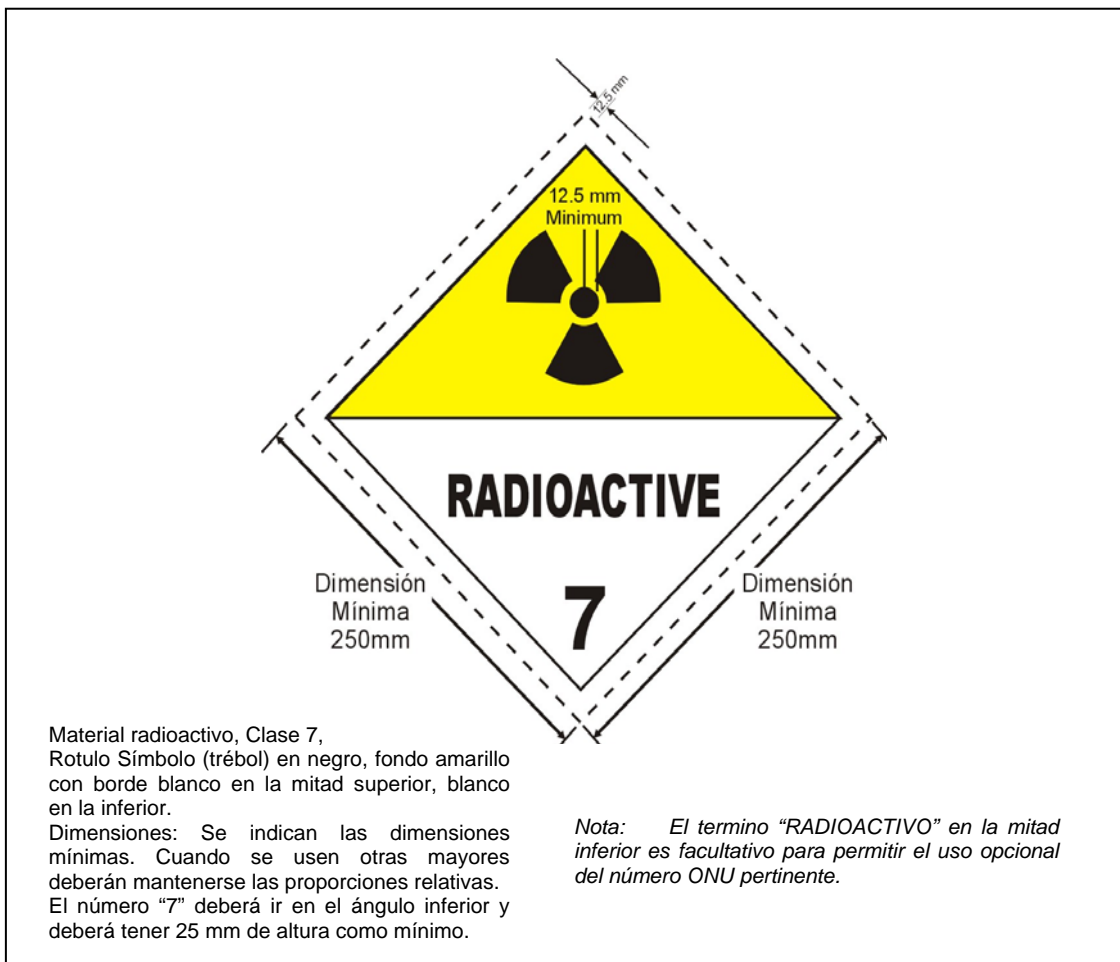 12.5 mm
12.5 mm
Minimum
RADIOACTIVE
7
Dimensión
Mínima
250mm
Dimensión
Mínima
250mm
Material radioactivo, Clase 7,
Rotulo Símbolo (trébol) en negro, fondo amarillo
con borde blanco en la mitad superior, blanco
en la inferior.
Dimensiones: Se indican las dimensiones
mínimas. Cuando se usen otras mayores
deberán mantenerse las proporciones relativas.
El número “7” deberá ir en el ángulo inferior y
deberá tener 25 mm de altura como mínimo.
Nota: El termino “RADIOACTIVO” en la mitad
inferior es facultativo para permitir el uso opcional
del número ONU pertinente.